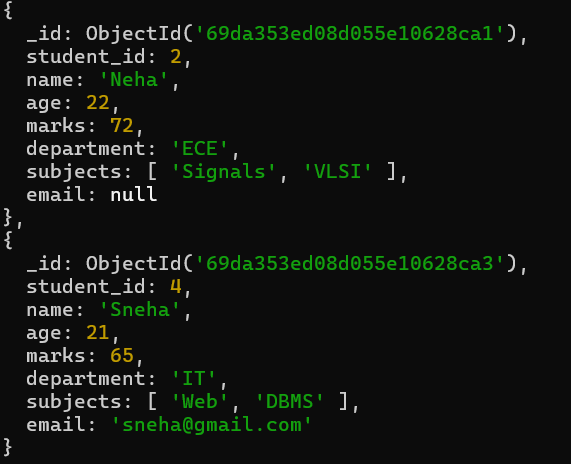 {
  _id: ObjectId('69da353ed08d055e10628ca1'),
  student_id: 2,
  name: 'Neha',
  age: 22,
  marks: 72,
  department: 'ECE',
  subjects: [ 'Signals', 'VLSI' ],
  email: null
},
{
  _id: ObjectId('69da353ed08d055e10628ca3'),
  student_id: 4,
  name: 'Sneha',
  age: 21,
  marks: 65,
  department: 'IT',
  subjects: [ 'Web', 'DBMS' ],
  email: 'sneha@gmail.com'
}